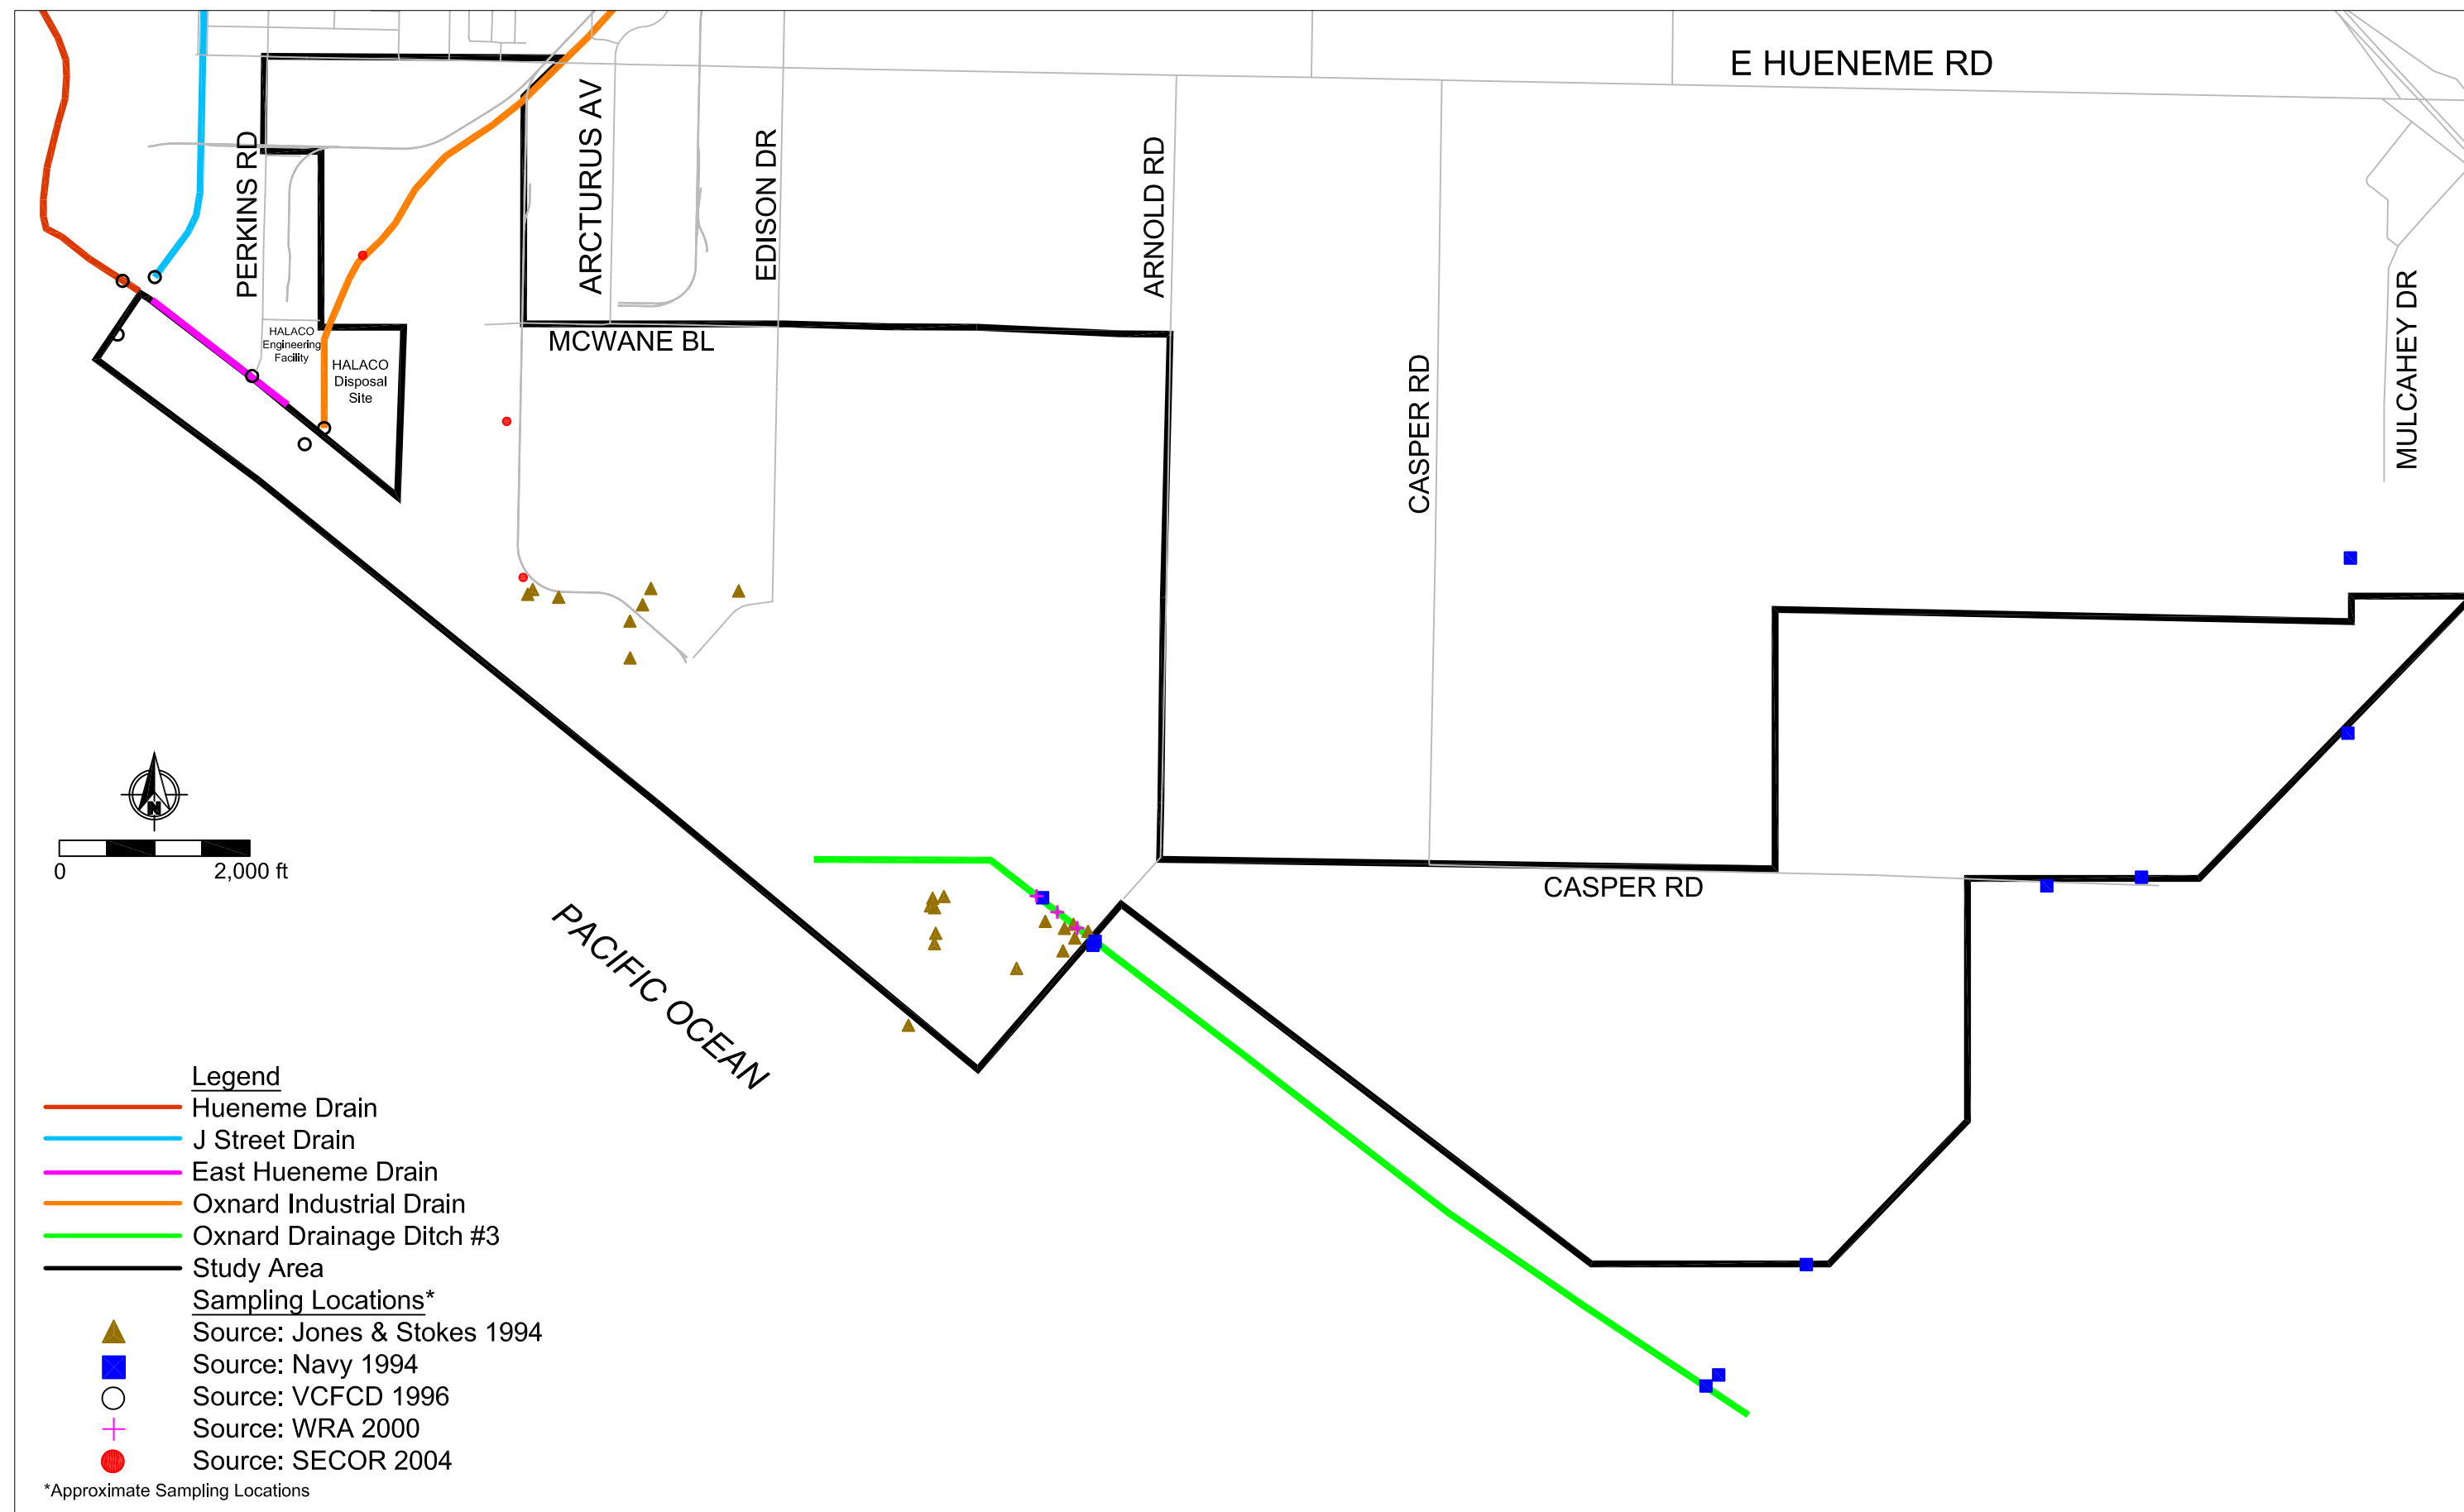 E HUENEME RD
PERKINS RD
ARCTURUS AV
EDISON DR
ARNOLD RD
CASPER RD
MULCAHEY DR
HALACO
Engineering
Facility
HALACO
Disposal
Site
MCWANE BL
N
0
2,000 ft
CASPER RD
PACIFIC OCEAN
Legend
Hueneme Drain
J Street Drain
East Hueneme Drain
Oxnard Industrial Drain
Oxnard Drainage Ditch #3
Study Area
Sampling Locations*
Source: Jones & Stokes 1994
Source: Navy 1994
Source: VCFCD 1996
Source: WRA 2000
Source: SECOR 2004
*Approximate Sampling Locations